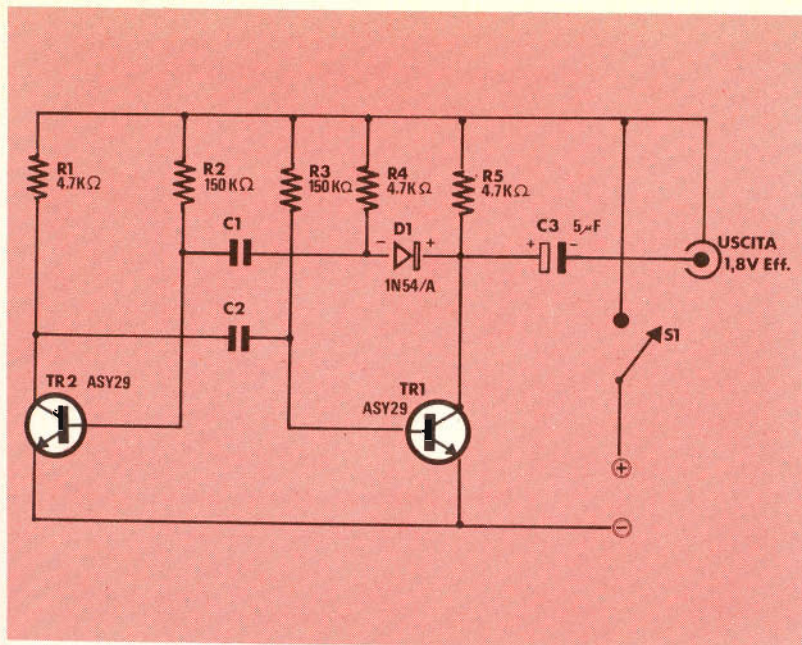 R1
4.7KΩ
R2
150KΩ
R3
150KΩ
R4
4.7KΩ
R5
4.7KΩ
C1
- D1 +
1N54/A
C3 5µF
+ -
USCITA
1,8V Eff.
C2
S1
TR2 ASY29
TR1
ASY29
+
-